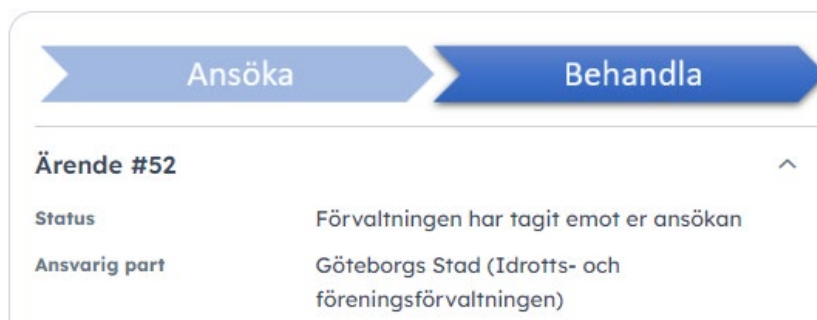 Ansöka
Behandla
Ärende #52
Status
Förvaltningen har tagit emot er ansökan
Ansvarig part
Göteborgs Stad (Idrotts- och
föreningsförvaltningen)